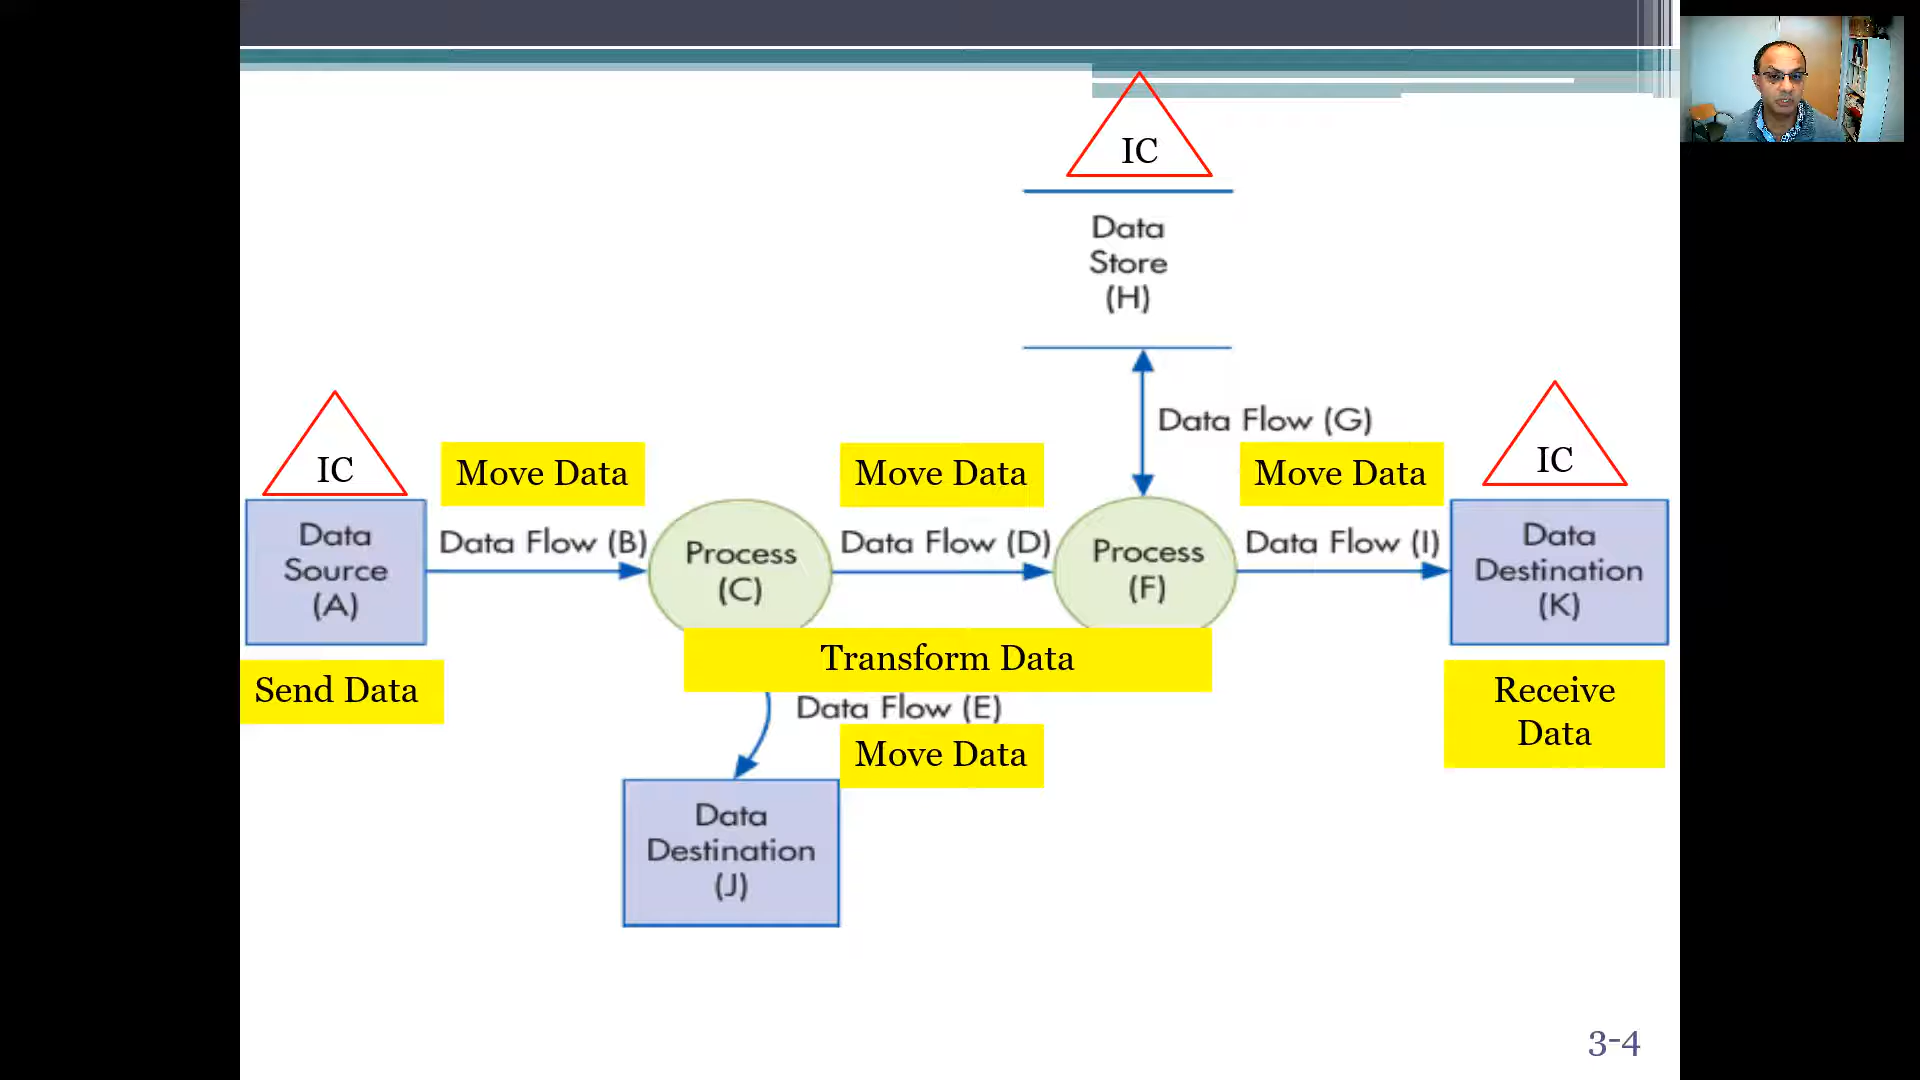 IC
Data
Store
(H)
Data Flow (G)
IC
Move Data
Move Data
Move Data
IC
Data
Source
(A)
Data Flow (B)
Process
(C)
Data Flow (D)
Process
(F)
Data Flow (I)
Data
Destination
(K)
Send Data
Transform Data
Receive
Data
Data Flow (E)
Move Data
Data
Destination
(J)
3-4